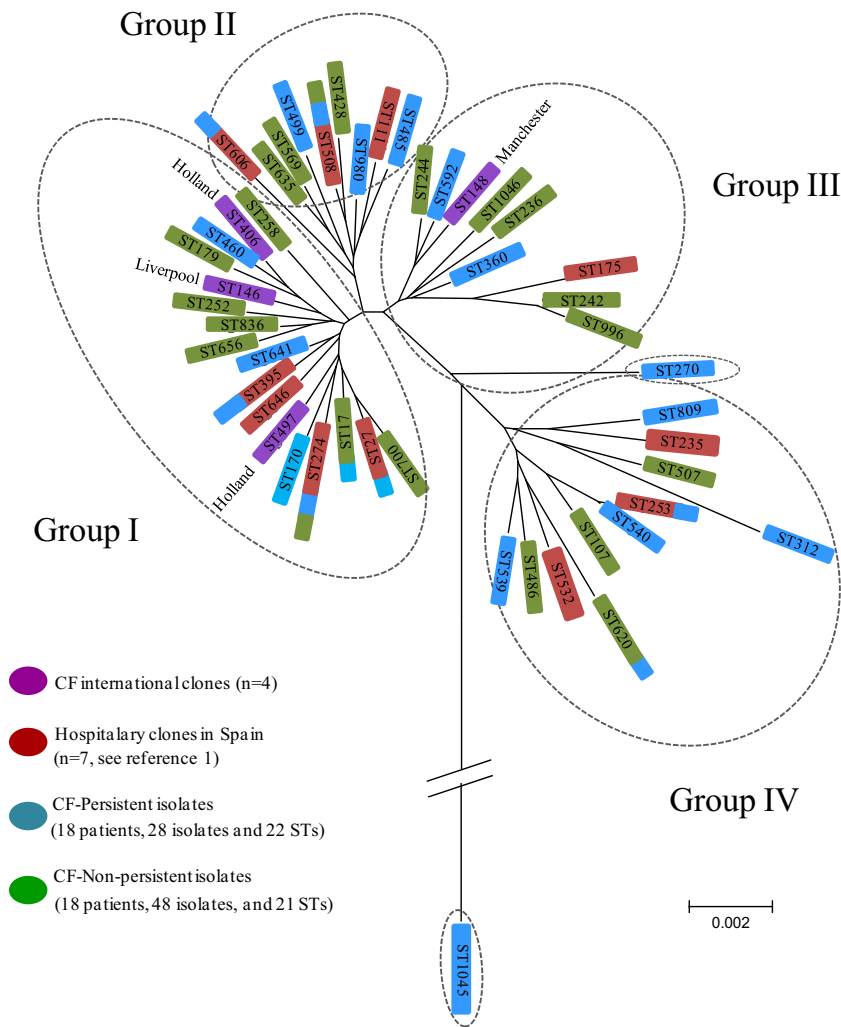 Group II
ST428
ST499
ST508
ST111
ST485
ST980
ST569
ST635
ST606
Manchester
Group III
ST244
ST592
ST148
ST1046
ST236
ST360
ST175
ST242
ST996
Holland
ST258
ST406
ST460
ST179
Liverpool
ST146
ST252
ST836
ST656
ST641
ST395
ST646
ST497
Holland
ST170
ST274
ST17
ST27
ST700
Group I
ST270
ST809
ST235
ST507
ST253
ST540
ST312
ST107
ST539
ST486
ST532
ST620
Group IV
CF international clones (n=4)
Hospitalary clones in Spain
(n=7, see reference 1)
CF-Persistent isolates
(18 patients, 28 isolates and 22 STs)
CF-Non-persistent isolates
(18 patients, 48 isolates, and 21 STs)
0.002
ST1045